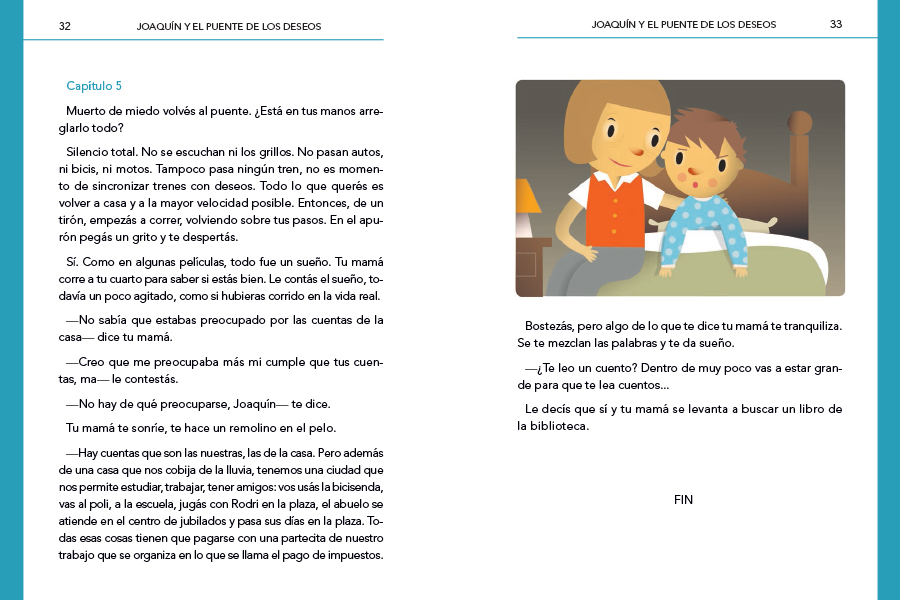 32
JOAQUÍN Y EL PUENTE DE LOS DESEOS
Capítulo 5
Muerto de miedo volvés al puente. ¿Está en tus manos arre-
glarlo todo?
Silencio total. No se escuchan ni los grillos. No pasan autos,
ni bicis, ni motos. Tampoco pasa ningún tren, no es momen-
to de sincronizar trenes con deseos. Todo lo que querés es
volver a casa y a la mayor velocidad posible. Entonces, de un
tirón, empezás a correr, volviendo sobre tus pasos. En el apu-
rón pegás un grito y te despertás.
Sí. Como en algunas películas, todo fue un sueño. Tu mamá
corre a tu cuarto para saber si estás bien. Le contás el sueño, to-
davía un poco agitado, como si hubieras corrido en la vida real.
—No sabía que estabas preocupado por las cuentas de la
casa— dice tu mamá.
—Creo que me preocupaba más mi cumple que tus cuen-
tas, ma— le contestás.
—No hay de qué preocuparse, Joaquín— te dice.
Tu mamá te sonríe, te hace un remolino en el pelo.
—Hay cuentas que son las nuestras, las de la casa. Pero además
de una casa que nos cobija de la lluvia, tenemos una ciudad que
nos permite estudiar, trabajar, tener amigos: vos usás la bicisenda,
vas al poli, a la escuela, jugás con Rodri en la plaza, el abuelo se
atiende en el centro de jubilados y pasa sus días en la plaza. To-
das esas cosas tienen que pagarse con una partecita de nuestro
trabajo que se organiza en lo que se llama el pago de impuestos.
JOAQUÍN Y EL PUENTE DE LOS DESEOS
33
Bostezás, pero algo de lo que te dice tu mamá te tranquiliza.
Se te mezclan las palabras y te da sueño.
—¿Te leo un cuento? Dentro de muy poco vas a estar gran-
de para que te lea cuentos...
Le decís que sí y tu mamá se levanta a buscar un libro de
la biblioteca.
FIN